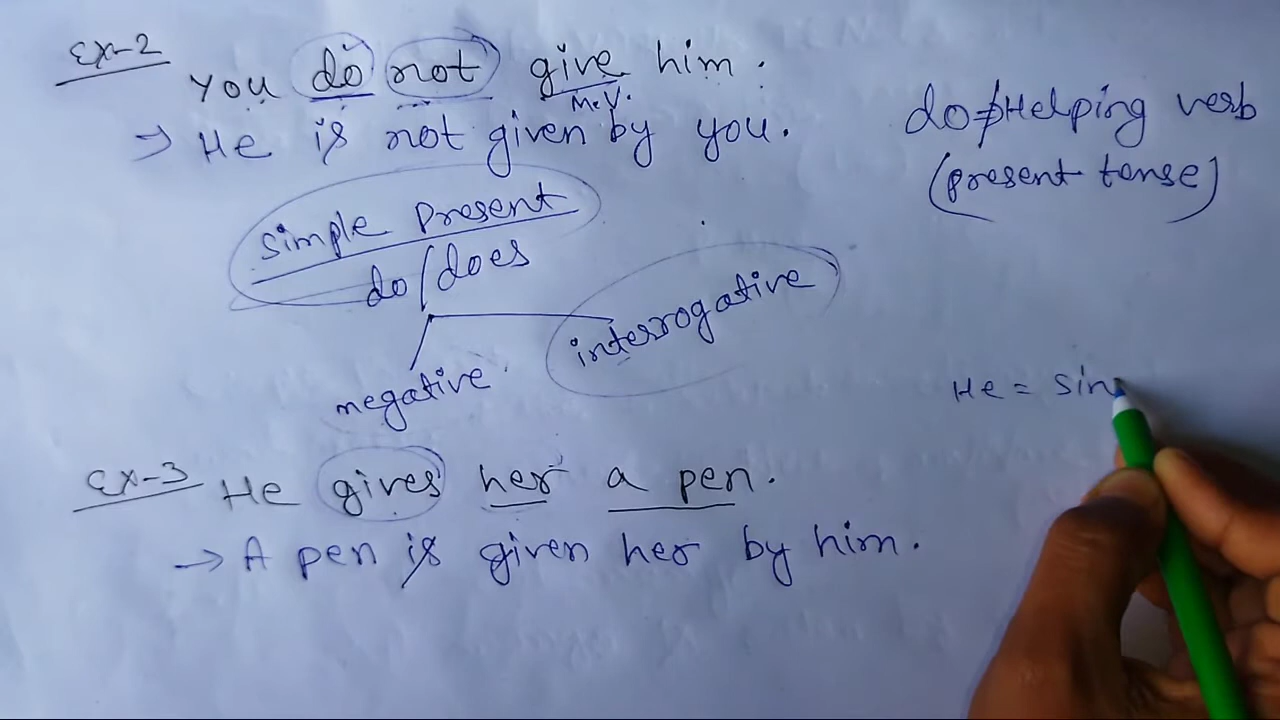 Ex-2
You do not give him.
M.V.
→ He is not given by you.
do⇒Helping verb
(present tense)
Simple Present
do/does
negative
interrogative
He = Sin
Ex-3 He gives her a pen.
→ A pen is given her by him.